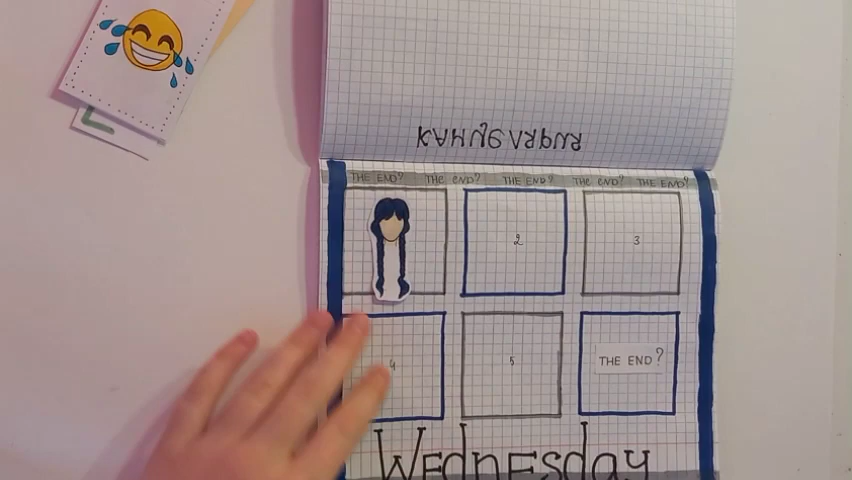 THE END? THE END? THE END? THE END? THE END?
2 3
4 5 THE END?
WEdnESday